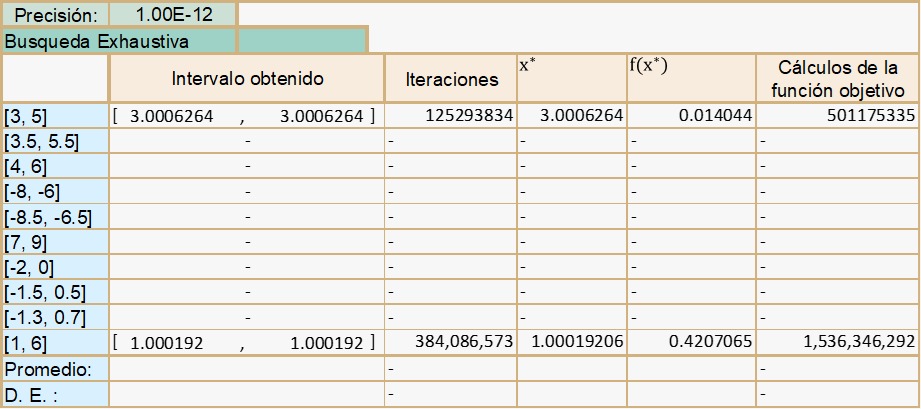 Precisión: 1.00E-12
Busqueda Exhaustiva
Intervalo obtenido Iteraciones x* f(x*) Cálculos de la función objetivo
[3, 5] [ 3.0006264 , 3.0006264 ] 125293834 3.0006264 0.014044 501175335
[3.5, 5.5] - - - - -
[4, 6] - - - - -
[-8, -6] - - - - -
[-8.5, -6.5] - - - - -
[7, 9] - - - - -
[-2, 0] - - - - -
[-1.5, 0.5] - - - - -
[-1.3, 0.7] - - - - -
[1, 6] [ 1.000192 , 1.000192 ] 384,086,573 1.00019206 0.4207065 1,536,346,292
Promedio: - -
D. E. : - -